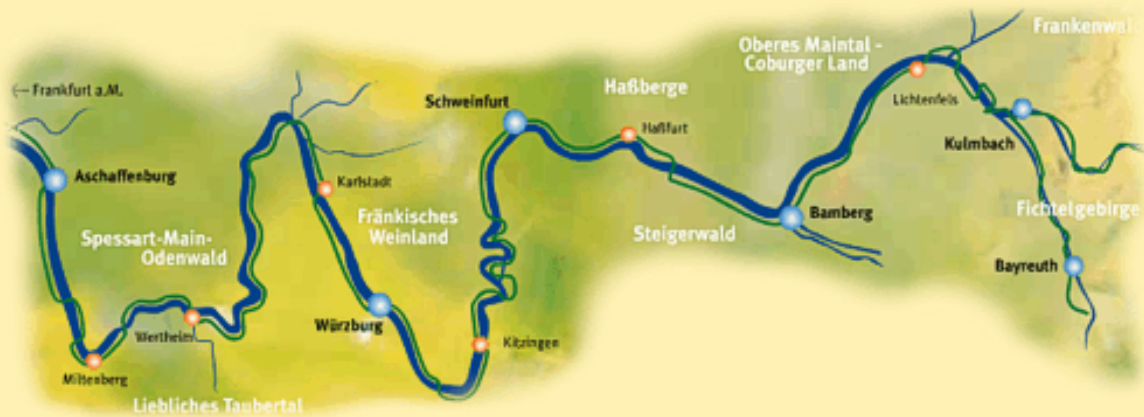 ← Frankfurt a.M.
Aschaffenburg
Spessart-Main-
Odenwald
Miltenberg
Wertheim
Liebliches Taubertal
Karlstadt
Fränkisches
Weinland
Würzburg
Schweinfurt
Kitzingen
Haßberge
Haßfurt
Steigerwald
Oberes Maintal -
Coburger Land
Bamberg
Lichtenfels
Frankenwal
Kulmbach
Fichtelgebirge
Bayreuth